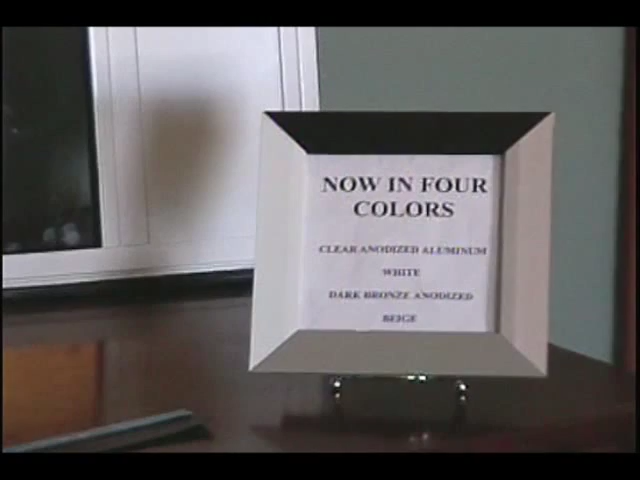 NOW IN FOUR
COLORS
CLEAR ANODIZED ALUMINUM
WHITE
DARK BRONZE ANODIZED
BEIGE